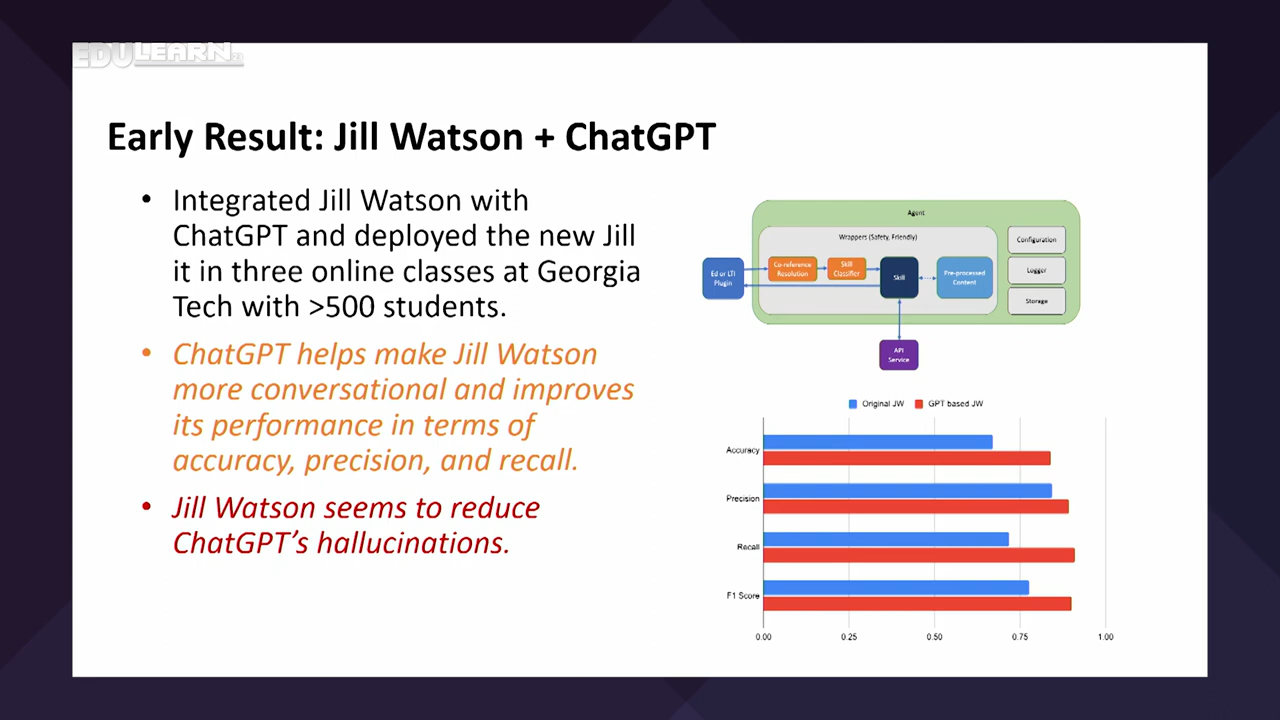 EDULEARN
Early Result: Jill Watson + ChatGPT
• Integrated Jill Watson with
ChatGPT and deployed the new Jill
it in three online classes at Georgia
Tech with >500 students.
• ChatGPT helps make Jill Watson
more conversational and improves
its performance in terms of
accuracy, precision, and recall.
• Jill Watson seems to reduce
ChatGPT’s hallucinations.
Agent
Wrappers (Safety, Friendly)
Ed or LTI
Plugin
Co-reference
Resolution
Skill
Classifier
Skill
Pre-processed
Content
Configuration
Logger
Storage
API
Service
Original JW
GPT based JW
Accuracy
Precision
Recall
F1 Score
0.00
0.25
0.50
0.75
1.00